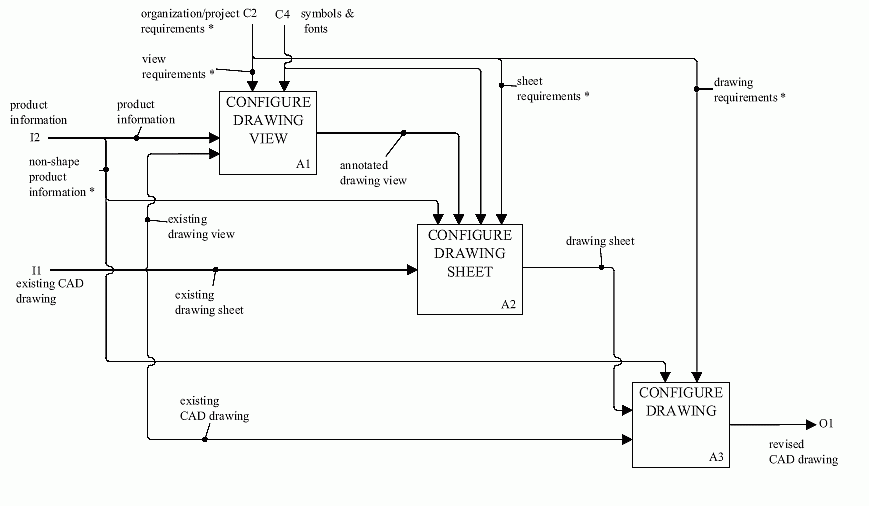 organization/project C2
requirements *
C4 symbols &
fonts
view
requirements *
sheet
requirements *
drawing
requirements *
product
information
I2
product
information
CONFIGURE
DRAWING
VIEW
A1
non-shape
product
information *
annotated
drawing view
existing
drawing view
CONFIGURE
DRAWING
SHEET
A2
drawing sheet
I1
existing CAD
drawing
existing
drawing sheet
existing
CAD drawing
CONFIGURE
DRAWING
A3
O1
revised
CAD drawing